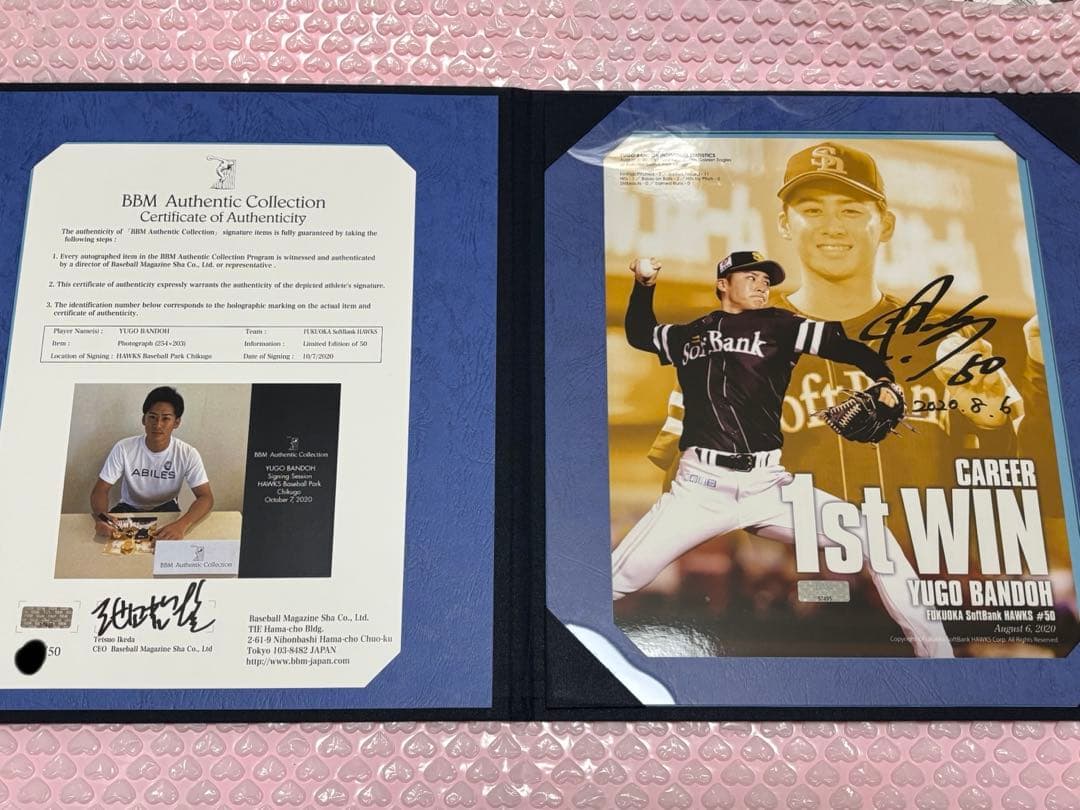 BBM Authentic Collection
Certificate of Authenticity
The authenticity of 「BBM Authentic Collection」 signature items is fully guaranteed by taking the
following steps :
1. Every autographed item in the BBM Authentic Collection Program is witnessed and authenticated
by a director of Baseball Magazine Sha Co., Ltd. or representative .
2. This certificate of authenticity expressly warrants the authenticity of the depicted athlete's signature.
3. The identification number below corresponds to the holographic marking on the actual item and
certificate of authenticity.
Player Name(s) : YUGO BANDOH Team : FUKUOKA SoftBank HAWKS
Item : Photograph (254×203) Information : Limited Edition of 50
Location of Signing : HAWKS Baseball Park Chikugo Date of Signing : 10/7/2020
ABILES
BBM Authentic Collection
BBM Authentic Collection
YUGO BANDOH
Signing Session
HAWKS Baseball Park
Chikugo
October 7, 2020
/50
Tetsuo Ikeda
CEO Baseball Magazine Sha Co., Ltd
Baseball Magazine Sha Co., Ltd.
TIE Hama-cho Bldg.
2-61-9 Nihonbashi Hama-cho Chuo-ku
Tokyo 103-8482 JAPAN
http://www.bbm-japan.com
SH
SoftBank
50
2020.8.6
CAREER
1st WIN
YUGO BANDOH
FUKUOKA SoftBank HAWKS #50
August 6, 2020